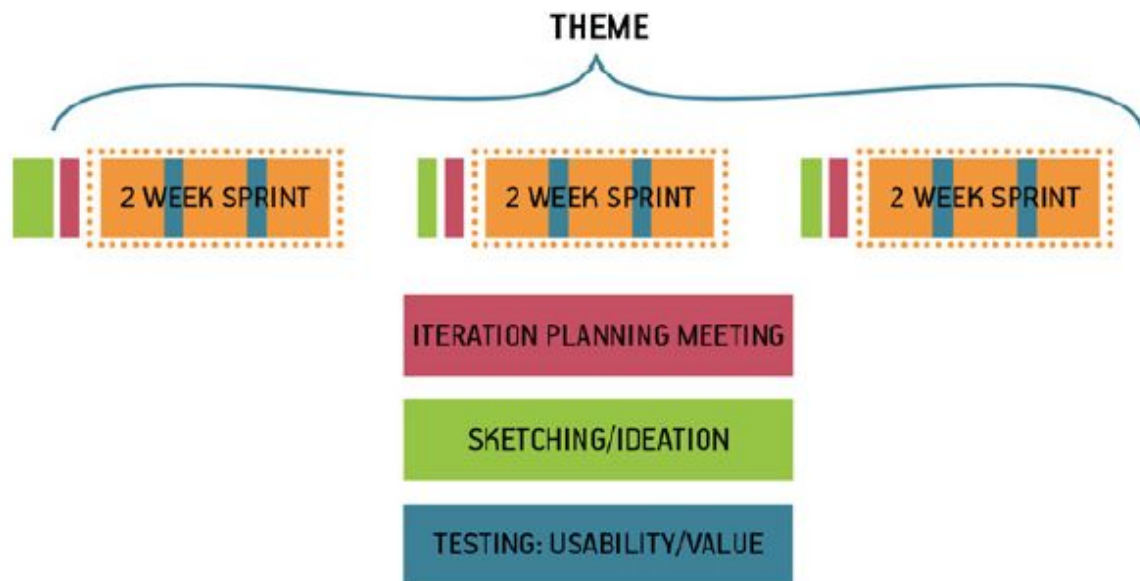 THEME
2 WEEK SPRINT
2 WEEK SPRINT
2 WEEK SPRINT
ITERATION PLANNING MEETING
SKETCHING/IDEATION
TESTING: USABILITY/VALUE